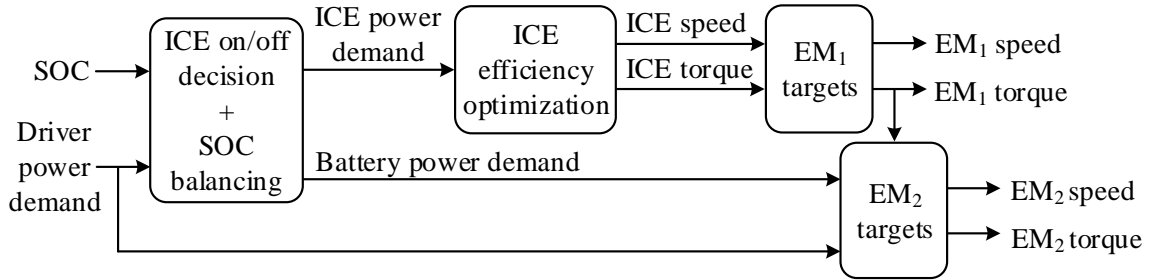 SOC
Driver
power
demand
ICE on/off
decision
+
SOC
balancing
ICE power
demand
Battery power demand
ICE
efficiency
optimization
ICE speed
ICE torque
EM₁
targets
EM₁ speed
EM₁ torque
EM₂
targets
EM₂ speed
EM₂ torque